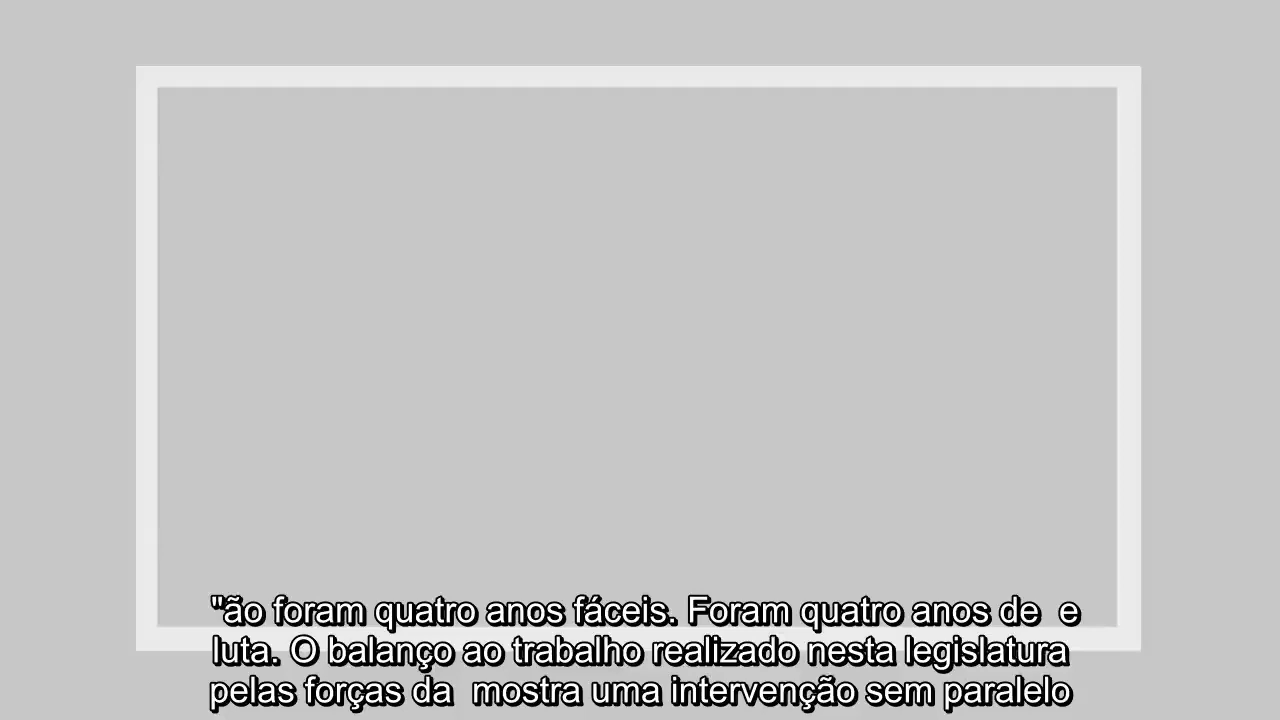 "ão foram quatro anos fáceis. Foram quatro anos de  e
luta. O balanço ao trabalho realizado nesta legislatura
pelas forças da  mostra uma intervenção sem paralelo